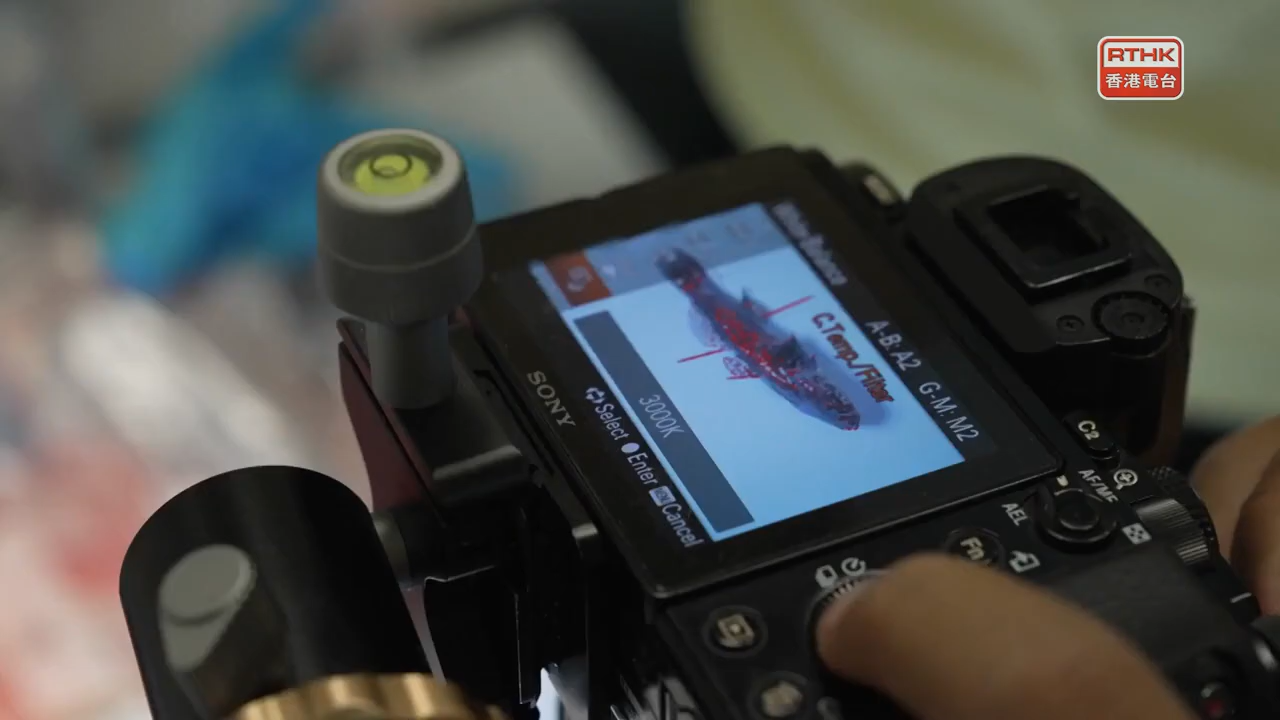 RTHK
香港電台
White Balance
C.Temp./Filter
A-B: A2 G-M: M2
3000K
Select Enter Cancel
SONY
C2
AF/MF
AEL
Fn